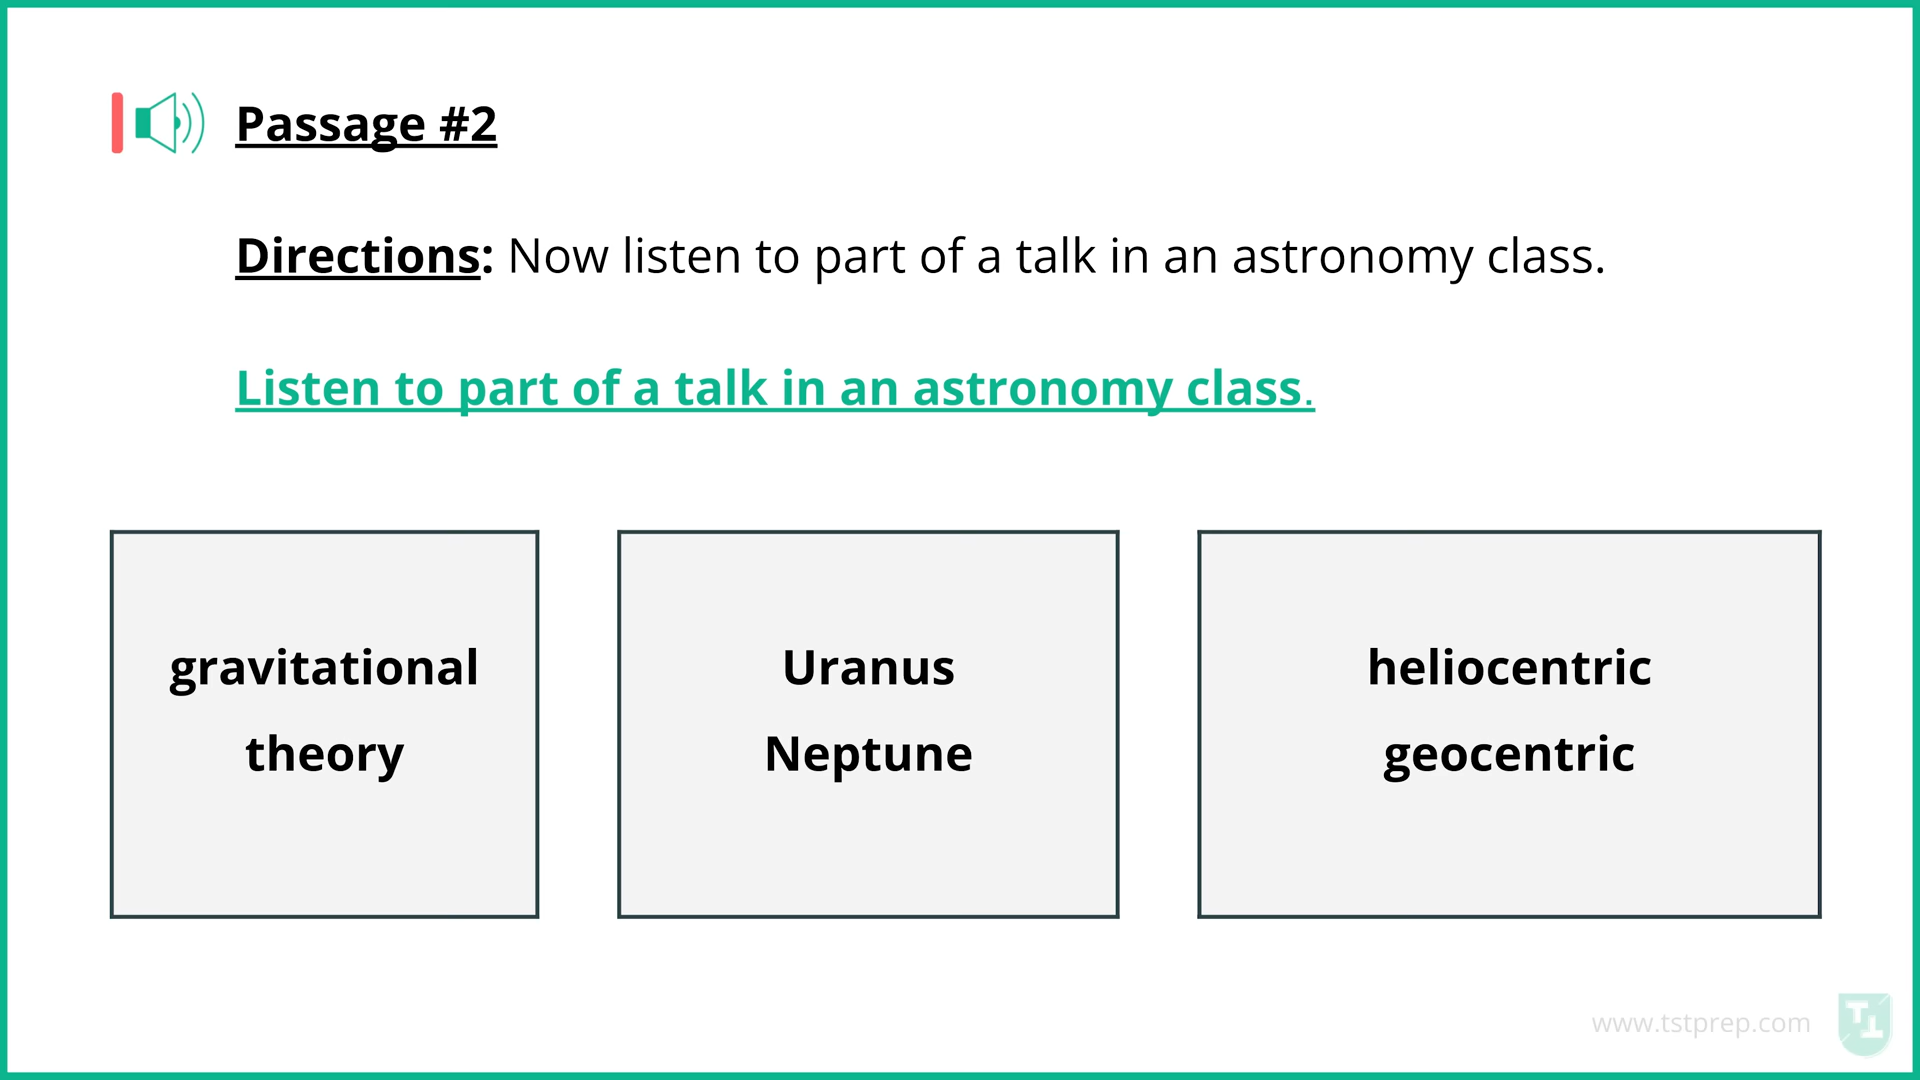 Passage #2
Directions: Now listen to part of a talk in an astronomy class.
Listen to part of a talk in an astronomy class.
gravitational
theory
Uranus
Neptune
heliocentric
geocentric
www.tstprep.com